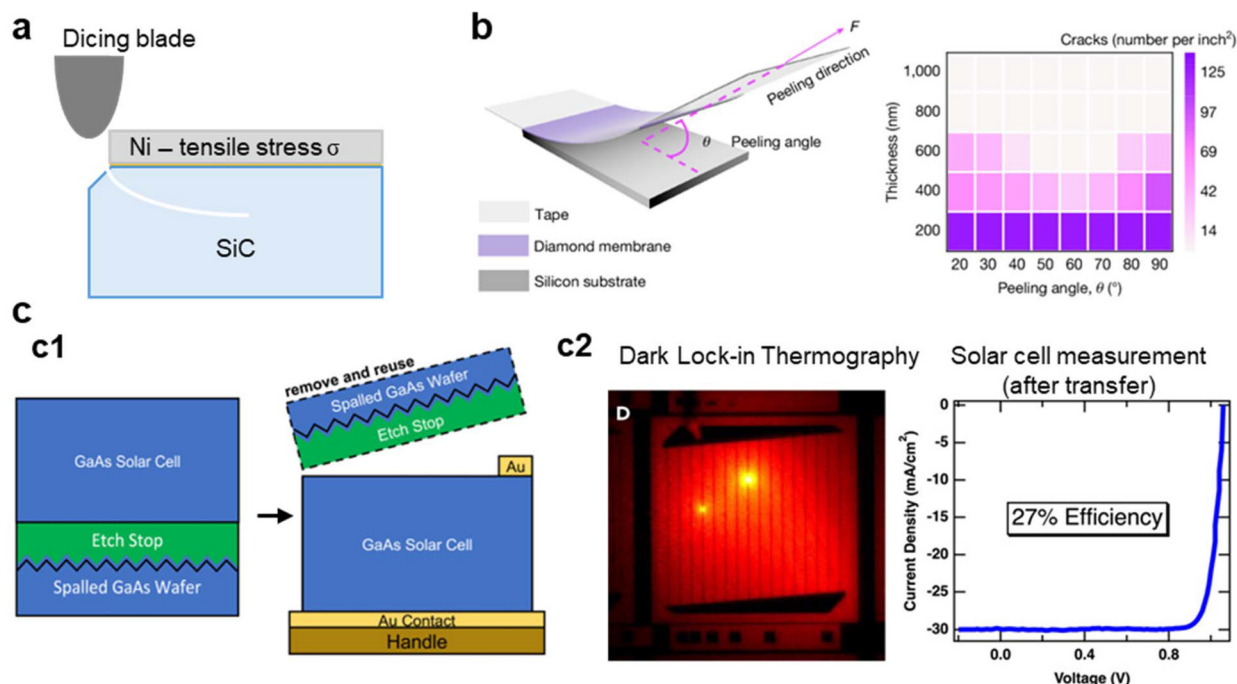 a
Dicing blade
Ni – tensile stress σ
SiC
b
F
Peeling direction
θ
Peeling angle
Tape
Diamond membrane
Silicon substrate
Cracks (number per inch²)
Thickness (nm)
1,000
800
600
400
200
20 30 40 50 60 70 80 90
Peeling angle, θ (°)
125
97
69
42
14
c
c1
GaAs Solar Cell
Etch Stop
Spalled GaAs Wafer
remove and reuse
Spalled GaAs Wafer
Etch Stop
Au
GaAs Solar Cell
Au Contact
Handle
c2
Dark Lock-in Thermography
D
Solar cell measurement
(after transfer)
Current Density (mA/cm²)
0
-5
-10
-15
-20
-25
-30
27% Efficiency
0.0 0.4 0.8
Voltage (V)